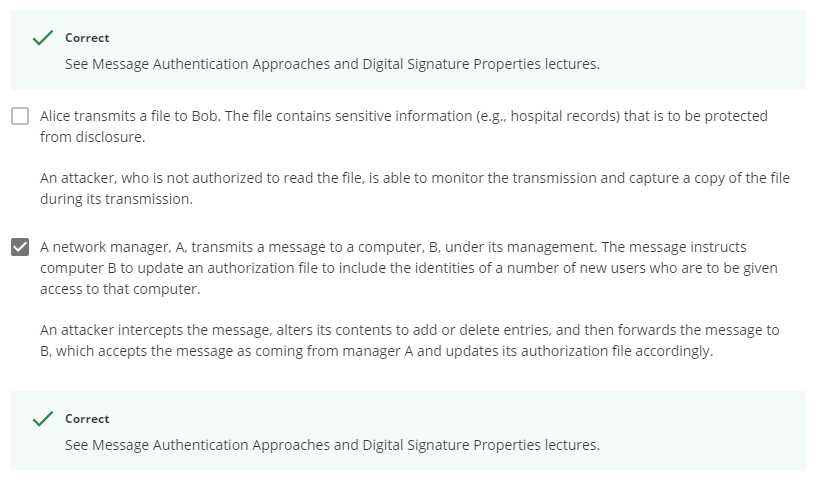 Correct
See Message Authentication Approaches and Digital Signature Properties lectures.
Alice transmits a file to Bob. The file contains sensitive information (e.g., hospital records) that is to be protected
from disclosure.
An attacker, who is not authorized to read the file, is able to monitor the transmission and capture a copy of the file
during its transmission.
A network manager, A, transmits a message to a computer, B, under its management. The message instructs
computer B to update an authorization file to include the identities of a number of new users who are to be given
access to that computer.
An attacker intercepts the message, alters its contents to add or delete entries, and then forwards the message to
B, which accepts the message as coming from manager A and updates its authorization file accordingly.
Correct
See Message Authentication Approaches and Digital Signature Properties lectures.